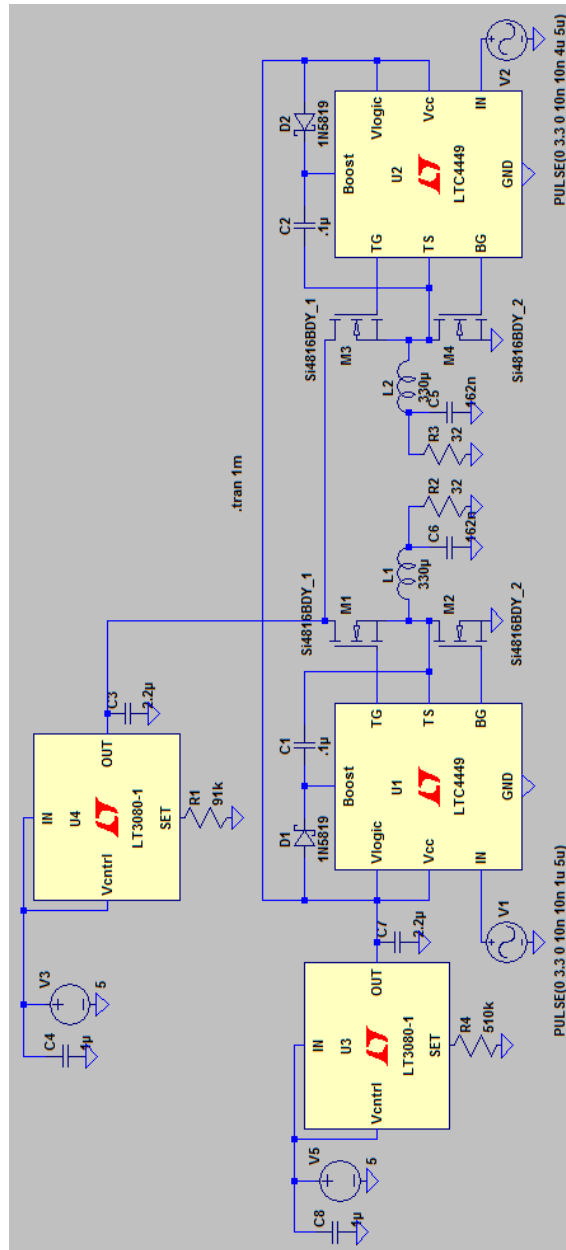 C8
1µ
V5
5
IN
Vcntrl
U3
LT3080-1
OUT
SET
R4
510k
C7
2.2µ
C4
1µ
V3
5
IN
Vcntrl
U4
LT3080-1
OUT
SET
R1
91k
C3
2.2µ
V1
PULSE(0 3.3 0 10n 10n 1u 5u)
D1
1N5819
C1
.1µ
Vlogic
Boost
Vcc
U1
LTC4449
IN
GND
TG
TS
BG
M1
Si4816BDY_1
M2
Si4816BDY_2
L1
330µ
C6
162n
R2
32
.tran 1m
R3
32
L2
330µ
C5
162n
Si4816BDY_1
M3
M4
Si4816BDY_2
C2
.1µ
D2
1N5819
TG
TS
BG
Boost
U2
LTC4449
Vlogic
Vcc
IN
GND
V2
PULSE(0 3.3 0 10n 10n 4u 5u)